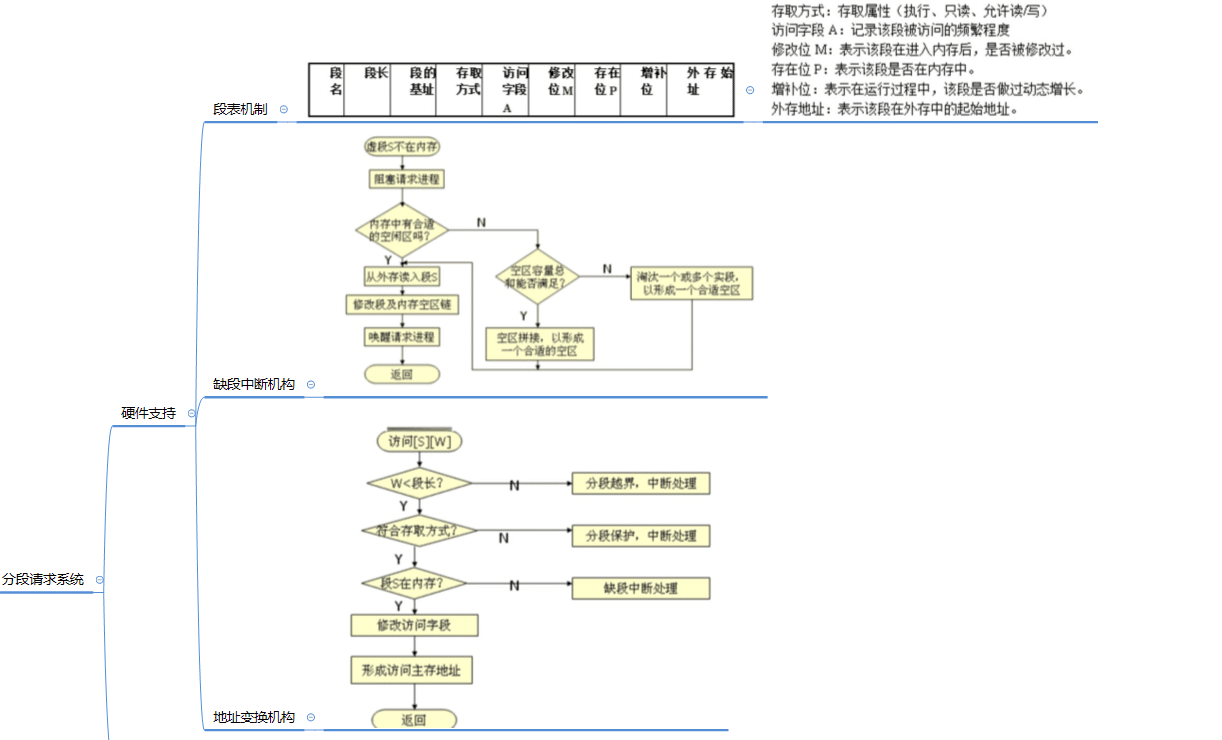 存取方式：存取属性（执行、只读、允许读/写）
访问字段 A：记录该段被访问的频繁程度
修改位 M：表示该段在进入内存后，是否被修改过。
存在位 P：表示该段是否在内存中。
增补位：表示在运行过程中，该段是否做过动态增长。
外存地址：表示该段在外存中的起始地址。
段名
段长
段的基址
存取方式
访问字段 A
修改位 M
存在位 P
增补位
外存始址
段表机制
虚段S不在内存
阻塞请求进程
内存中有合适
的空闲区吗？
N
Y
空区容量总
和能否满足？
N
淘汰一个或多个实段，
以形成一个合适空区
从外存读入段S
修改段及内存空区链
Y
唤醒请求进程
空区拼接，以形成
一个合适的空区
返回
缺段中断机构
硬件支持
访问[S][W]
W<段长？
N
分段越界，中断处理
Y
符合存取方式？
N
分段保护，中断处理
Y
段S在内存？
N
缺段中断处理
Y
修改访问字段
形成访问主存地址
返回
地址变换机构
分段请求系统